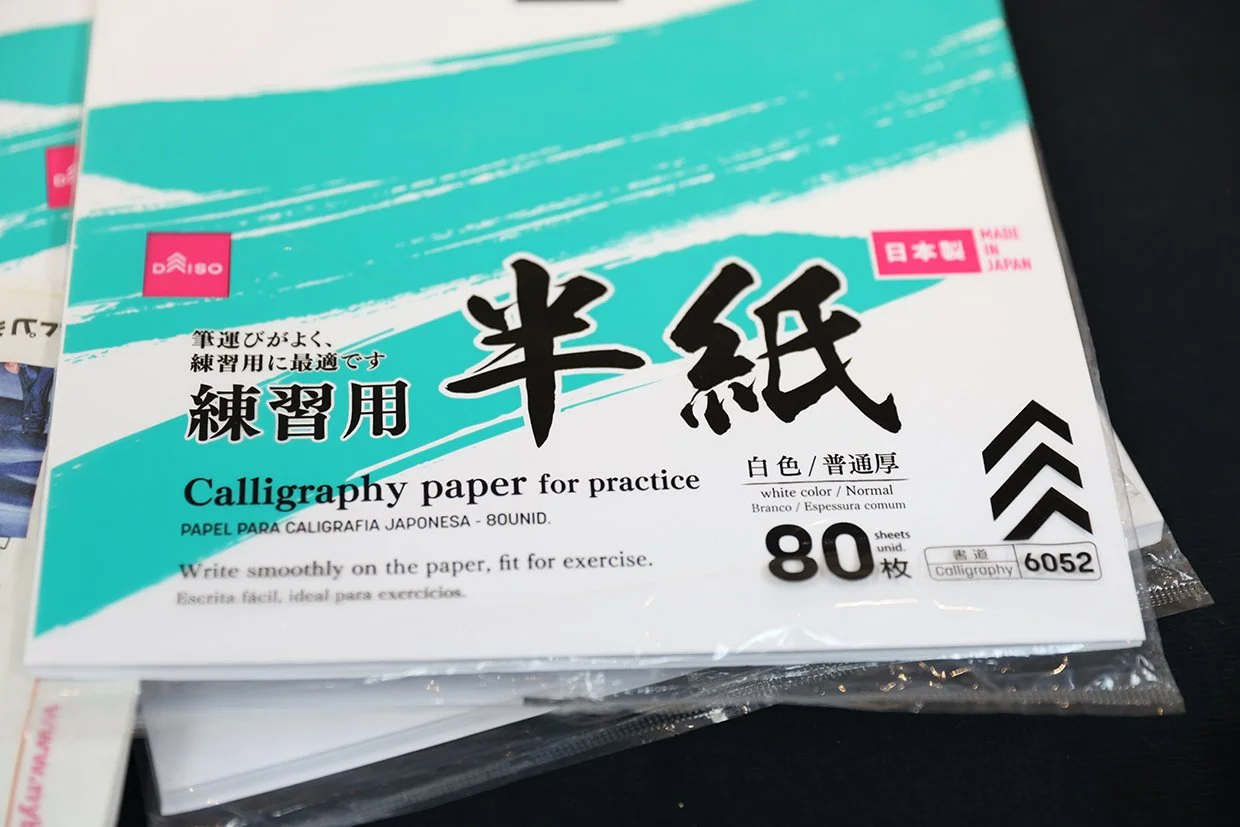 DAISO
日本製
MADE
IN
JAPAN
筆運びがよく、
練習用に最適です
練習用
半紙
Calligraphy paper for practice
PAPEL PARA CALIGRAFIA JAPONESA - 80UNID.
Write smoothly on the paper, fit for exercise.
Escrita fácil, ideal para exercícios.
白色/普通厚
white color / Normal
Branco / Espessura comum
80 sheets
unid.
枚
書道
Calligraphy
6052